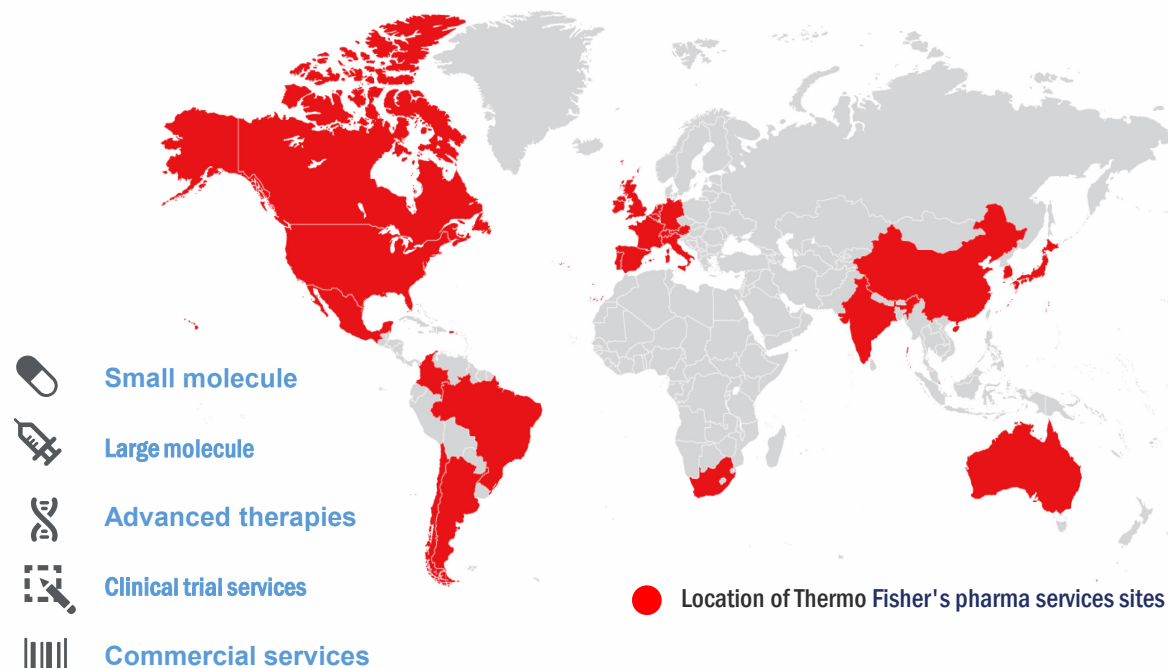 Small molecule
Large molecule
Advanced therapies
Clinical trial services
Location of Thermo Fisher's pharma services sites
Commercial services